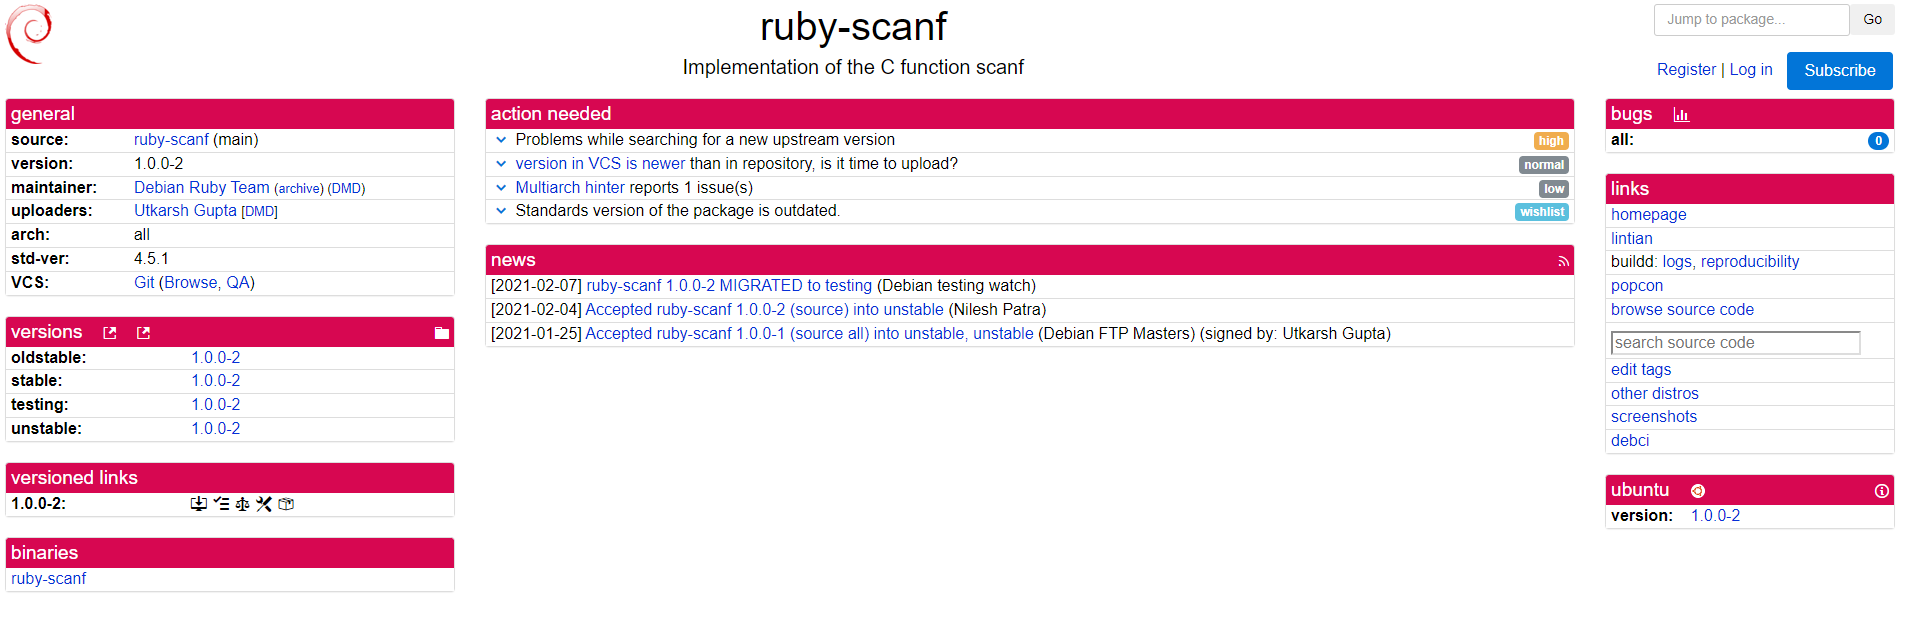 ruby-scanf
Implementation of the C function scanf
Jump to package...
Go
Register | Log in
Subscribe
general
source: ruby-scanf (main)
version: 1.0.0-2
maintainer: Debian Ruby Team (archive) (DMD)
uploaders: Utkarsh Gupta [DMD]
arch: all
std-ver: 4.5.1
VCS: Git (Browse, QA)
versions
oldstable: 1.0.0-2
stable: 1.0.0-2
testing: 1.0.0-2
unstable: 1.0.0-2
versioned links
1.0.0-2:
binaries
ruby-scanf
action needed
Problems while searching for a new upstream version high
version in VCS is newer than in repository, is it time to upload? normal
Multiarch hinter reports 1 issue(s) low
Standards version of the package is outdated. wishlist
news
[2021-02-07] ruby-scanf 1.0.0-2 MIGRATED to testing (Debian testing watch)
[2021-02-04] Accepted ruby-scanf 1.0.0-2 (source) into unstable (Nilesh Patra)
[2021-01-25] Accepted ruby-scanf 1.0.0-1 (source all) into unstable, unstable (Debian FTP Masters) (signed by: Utkarsh Gupta)
bugs
all: 0
links
homepage
lintian
buildd: logs, reproducibility
popcon
browse source code
search source code
edit tags
other distros
screenshots
debci
ubuntu
version: 1.0.0-2